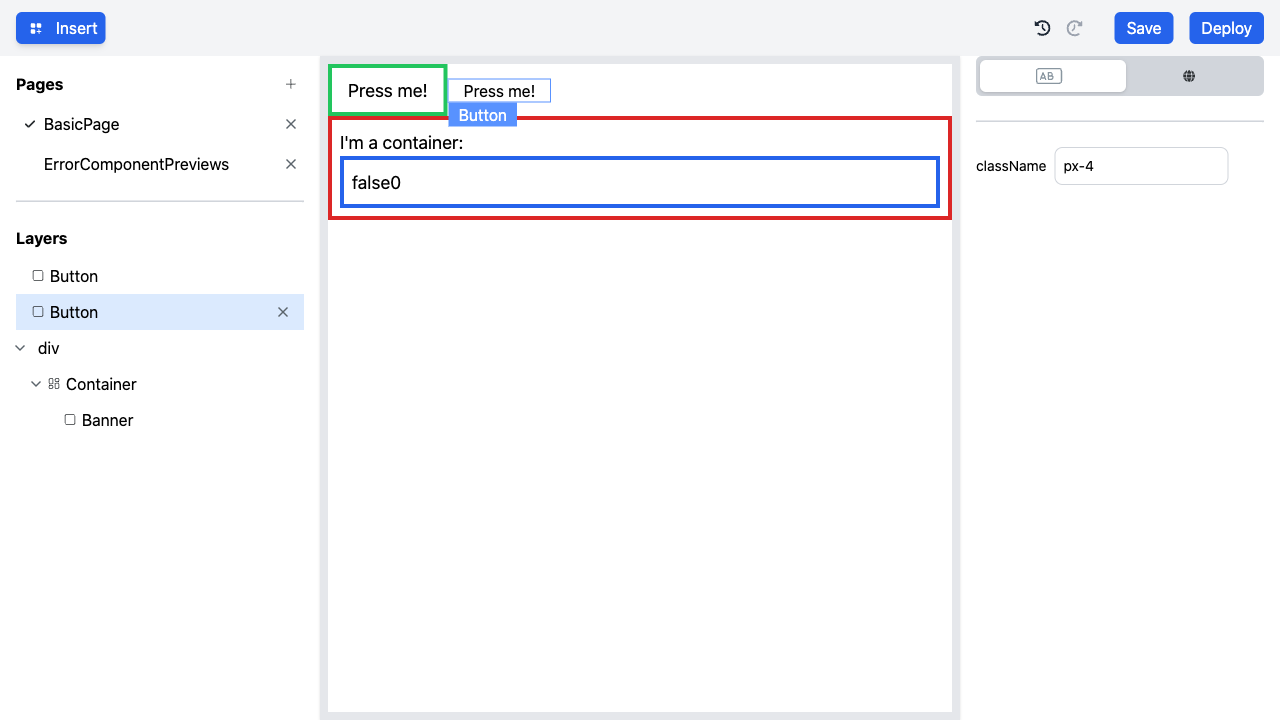 Insert
Save
Deploy
Pages
BasicPage
ErrorComponentPreviews
Layers
Button
Button
div
Container
Banner
Press me!
Press me!
Button
I'm a container:
false0
AB
className px-4